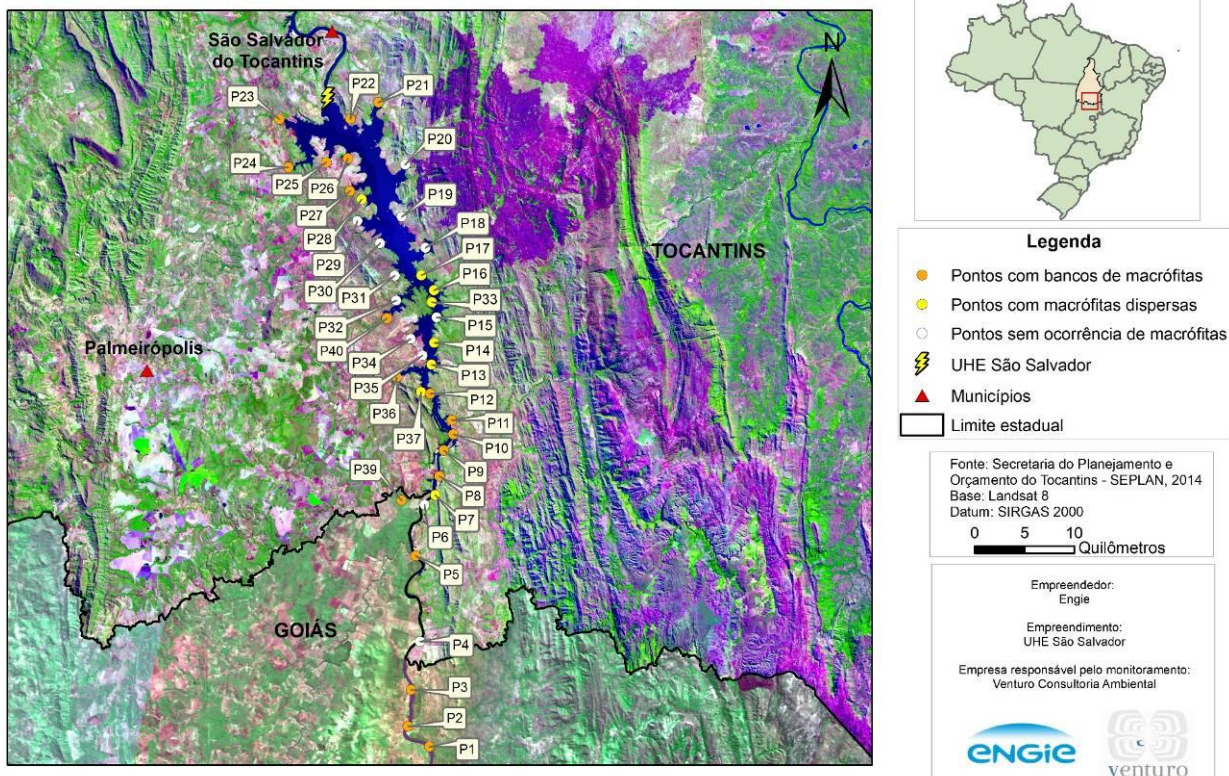 São Salvador
do Tocantins
N
P22
P21
P23
P20
P24
P25
P26
P19
P27
P18
P28
P17
TOCANTINS
P29
P16
P30
P31
P33
P32
P15
Palmeirópolis
P40
P34
P14
P35
P13
P36
P12
P11
P37
P10
P39
P9
P8
P7
P6
P5
GOIÁS
P4
P3
P2
P1
Legenda
Pontos com bancos de macrófitas
Pontos com macrófitas dispersas
Pontos sem ocorrência de macrófitas
UHE São Salvador
Municípios
Limite estadual
Fonte: Secretaria do Planejamento e
Orçamento do Tocantins - SEPLAN, 2014
Base: Landsat 8
Datum: SIRGAS 2000
0 5 10
Quilômetros
Empreendedor:
Engie
Empreendimento:
UHE São Salvador
Empresa responsável pelo monitoramento:
Venturo Consultoria Ambiental
ENGIE
venturo